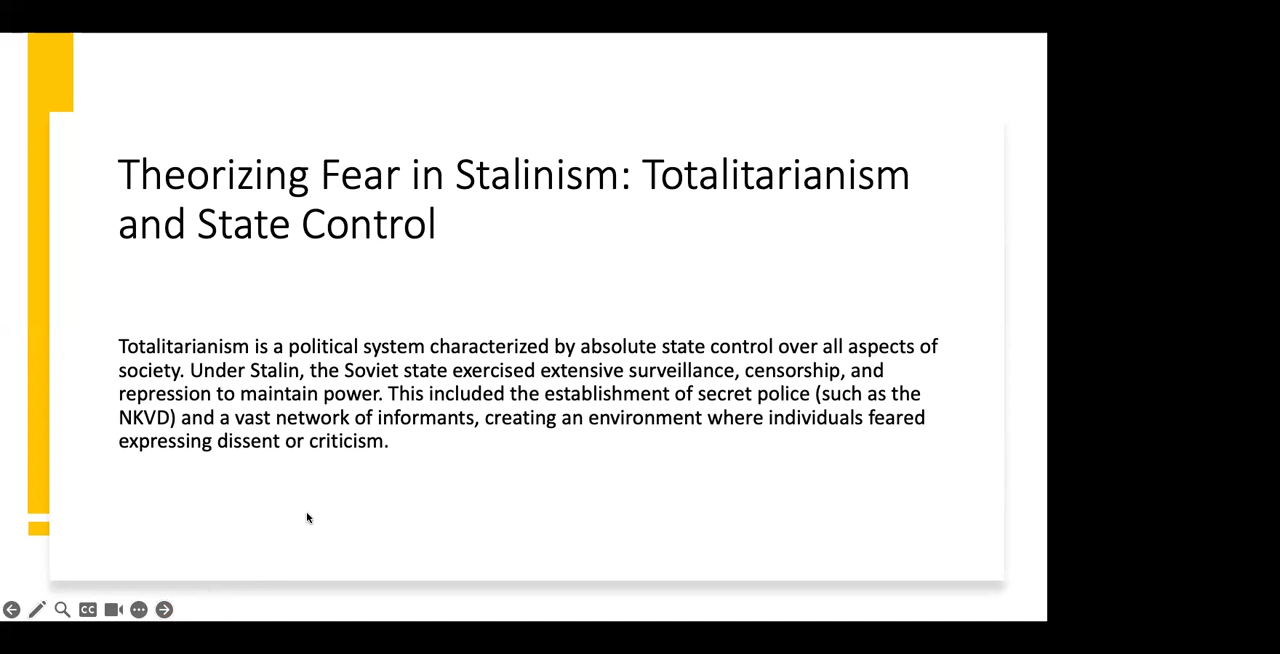 Theorizing Fear in Stalinism: Totalitarianism
and State Control
Totalitarianism is a political system characterized by absolute state control over all aspects of
society. Under Stalin, the Soviet state exercised extensive surveillance, censorship, and
repression to maintain power. This included the establishment of secret police (such as the
NKVD) and a vast network of informants, creating an environment where individuals feared
expressing dissent or criticism.
CC